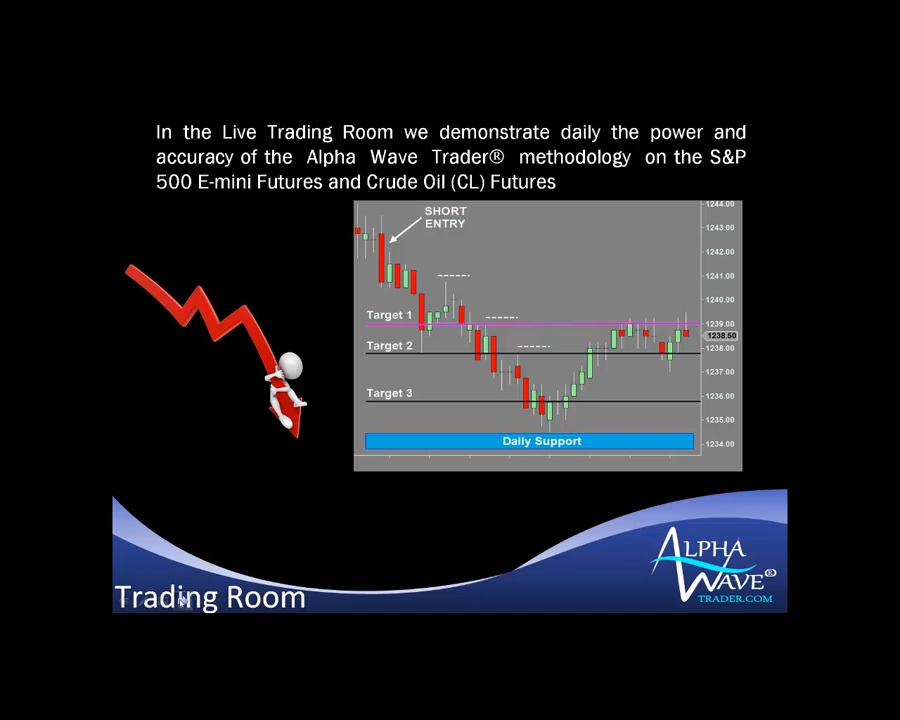 In the Live Trading Room we demonstrate daily the power and
accuracy of the Alpha Wave Trader® methodology on the S&P
500 E-mini Futures and Crude Oil (CL) Futures
SHORT
ENTRY
1244.00
1243.00
1242.00
1241.00
1240.00
Target 1
1239.00
1238.50
Target 2
1238.00
1237.00
Target 3
1236.00
1235.00
Daily Support
1234.00
ALPHA
WAVE®
TRADER.COM
Trading Room